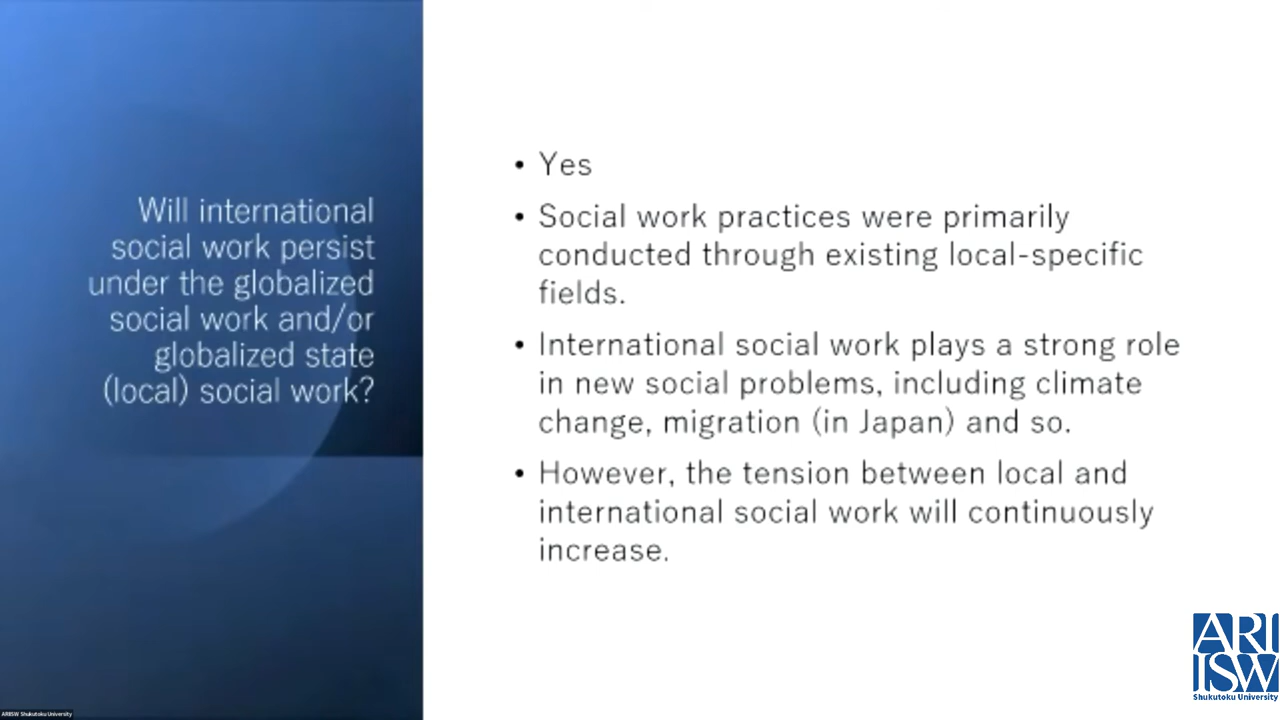 Will international
social work persist
under the globalized
social work and/or
globalized state
(local) social work?
• Yes
• Social work practices were primarily
conducted through existing local-specific
fields.
• International social work plays a strong role
in new social problems, including climate
change, migration (in Japan) and so.
• However, the tension between local and
international social work will continuously
increase.
ARI
ISW
Shukutoku University
ARIISW Shukutoku University